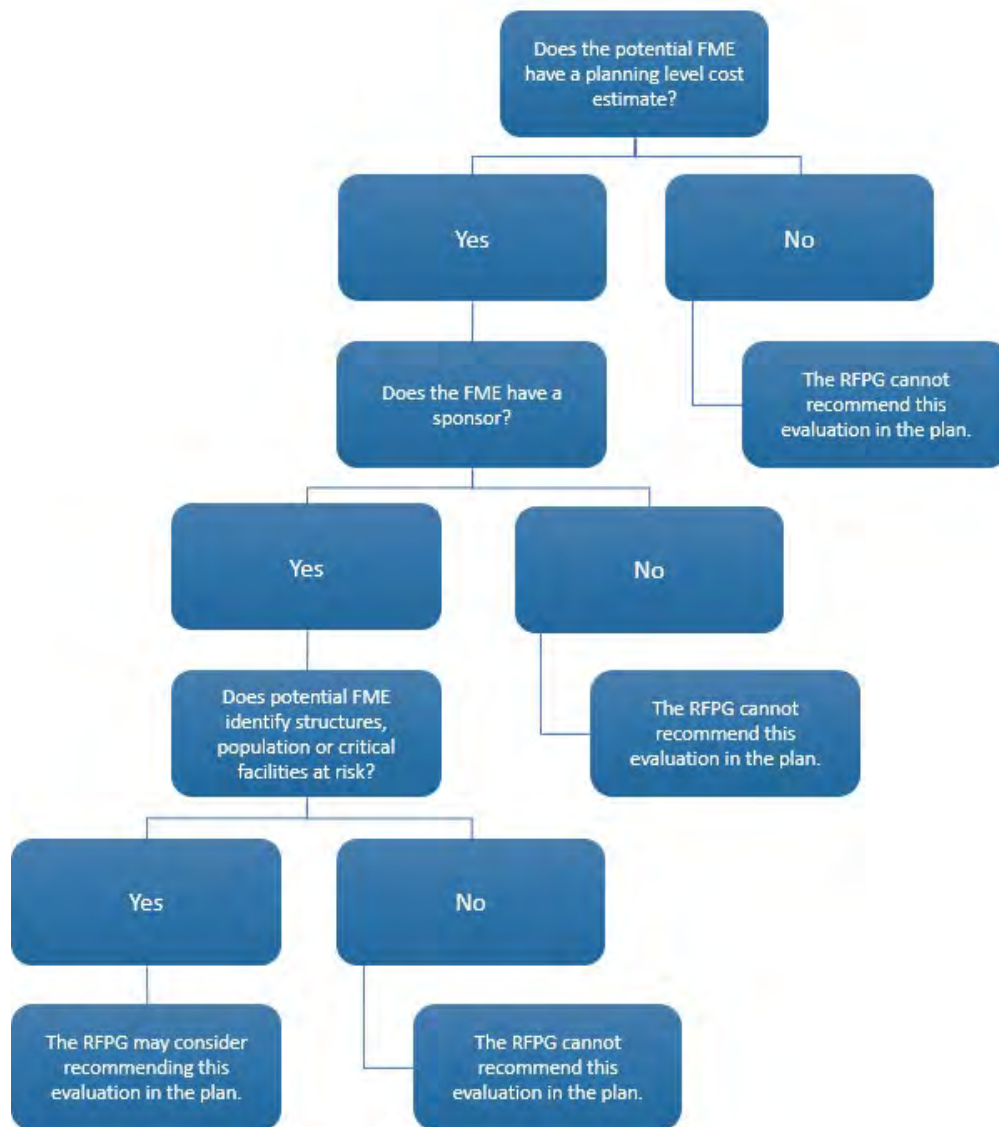 Does the potential FME
have a planning level cost
estimate?
Yes
No
Does the FME have a
sponsor?
The RFPG cannot
recommend this
evaluation in the plan.
Yes
No
Does potential FME
identify structures,
population or critical
facilities at risk?
The RFPG cannot
recommend this
evaluation in the plan.
Yes
No
The RFPG may consider
recommending this
evaluation in the plan.
The RFPG cannot
recommend this
evaluation in the plan.